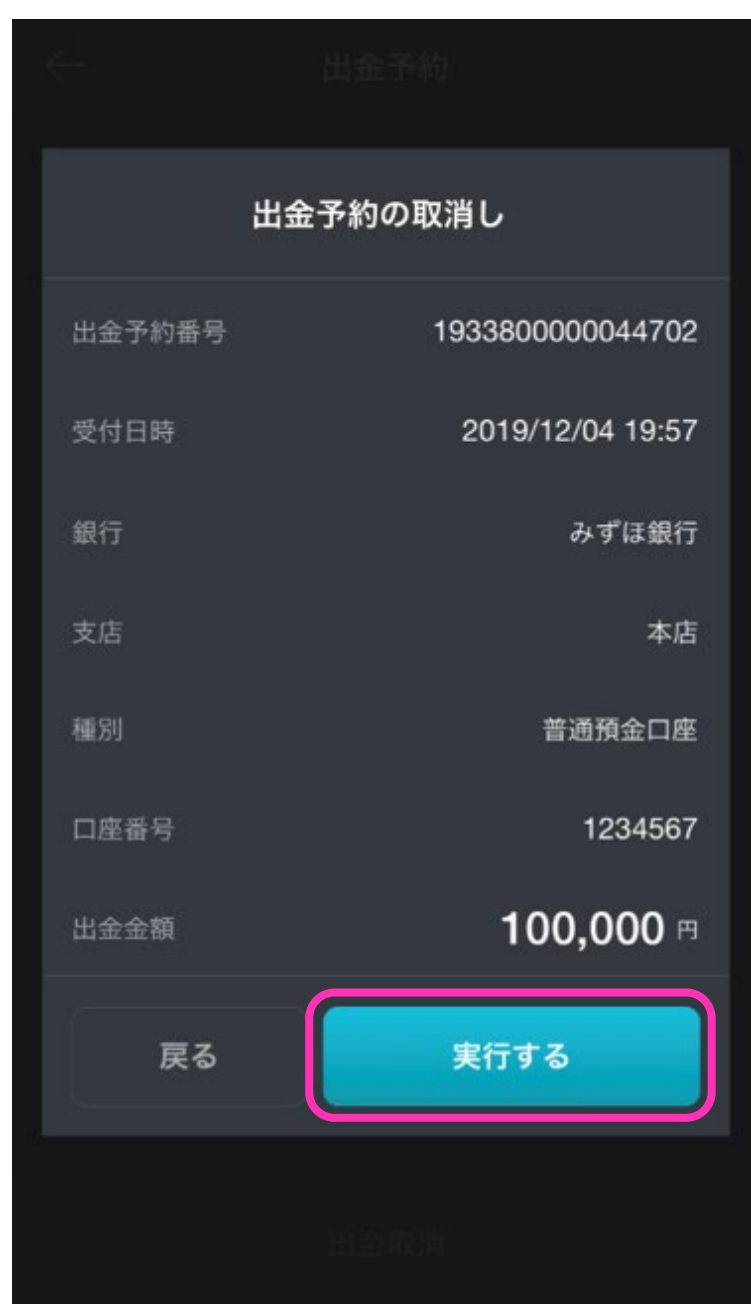 出金予約
出金予約の取消し
出金予約番号 1933800000044702
受付日時 2019/12/04 19:57
銀行 みずほ銀行
支店 本店
種別 普通預金口座
口座番号 1234567
出金金額 100,000 円
戻る 実行する
出金取消